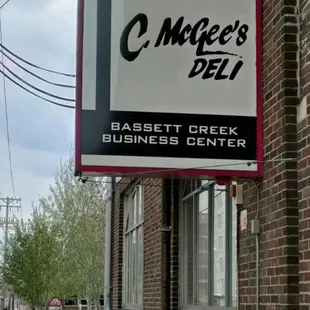 C. McGee's
DELI
BASSETT CREEK
BUSINESS CENTER